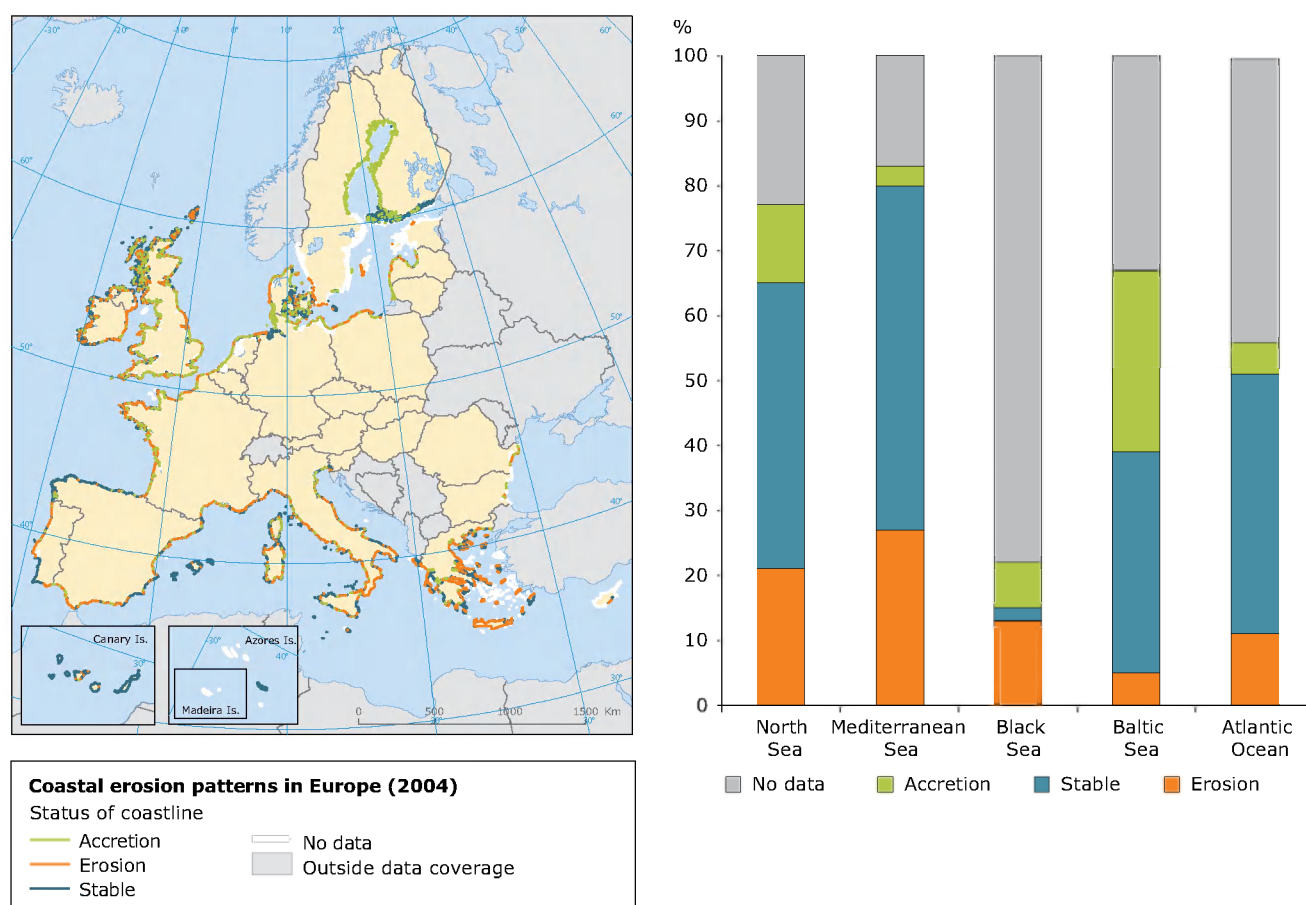 -30°
-20°
-10°
0°
10°
20°
30°
40°
50°
60°
60°
60°
50°
50°
40°
40°
30°
Canary Is.
30°
Azores Is.
-30°
40°
Madeira Is.
0
500
1000
1500 Km
0°
20°
30°
Coastal erosion patterns in Europe (2004)
Status of coastline
Accretion
Erosion
Stable
No data
Outside data coverage
%
100
90
80
70
60
50
40
30
20
10
0
North
Sea
Mediterranean
Sea
Black
Sea
Baltic
Sea
Atlantic
Ocean
No data
Accretion
Stable
Erosion